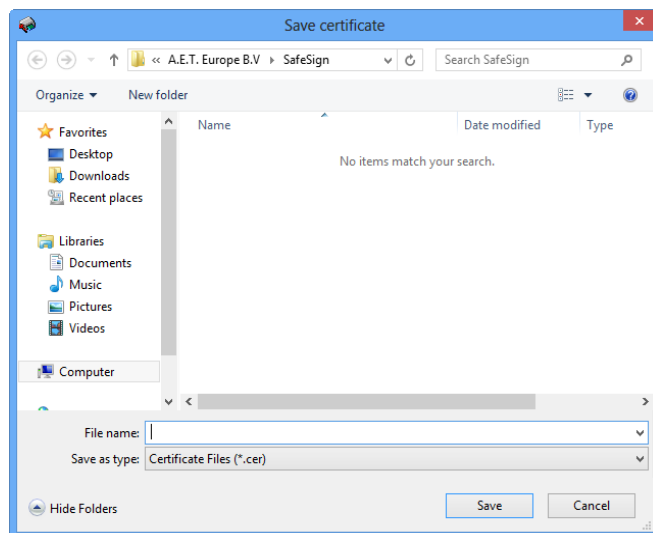 Save certificate
« A.E.T. Europe B.V SafeSign Search SafeSign
Organize New folder
Name Date modified Type
No items match your search.
Favorites
Desktop
Downloads
Recent places
Libraries
Documents
Music
Pictures
Videos
Computer
File name:
Save as type: Certificate Files (*.cer)
Hide Folders Save Cancel